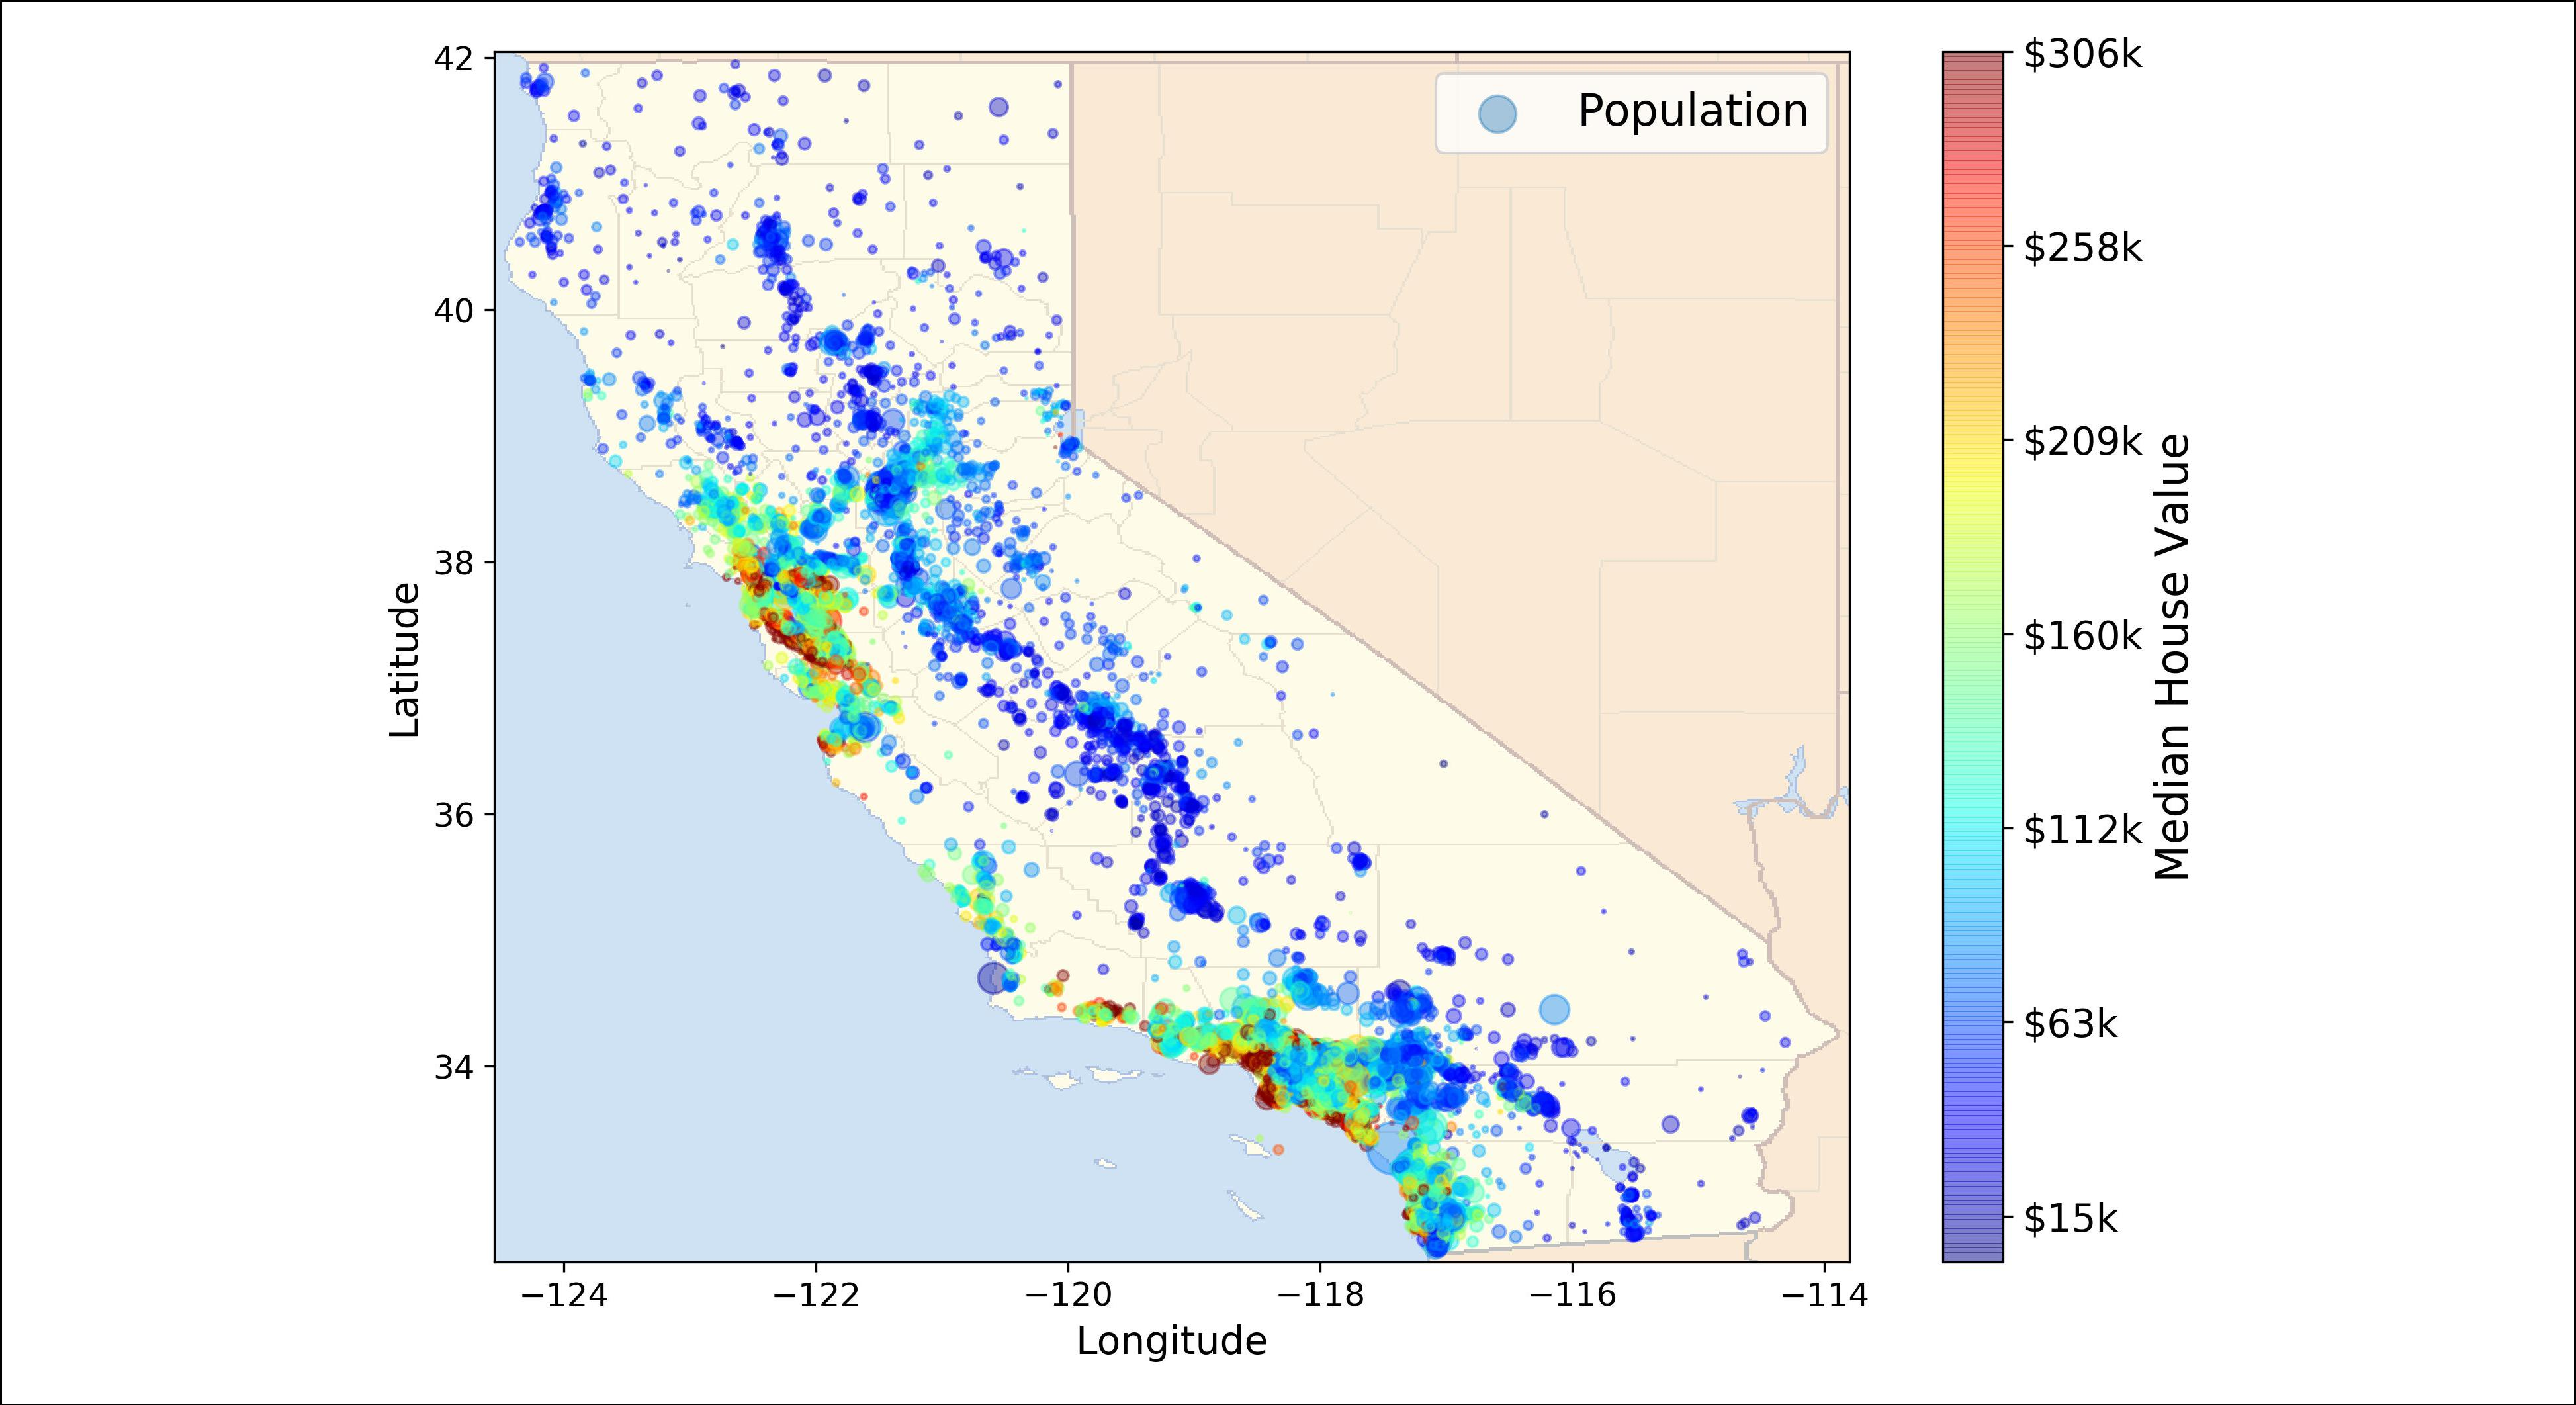 Population
42
40
38
36
34
Latitude
−124
−122
−120
−118
−116
−114
Longitude
$306k
$258k
$209k
$160k
$112k
$63k
$15k
Median House Value